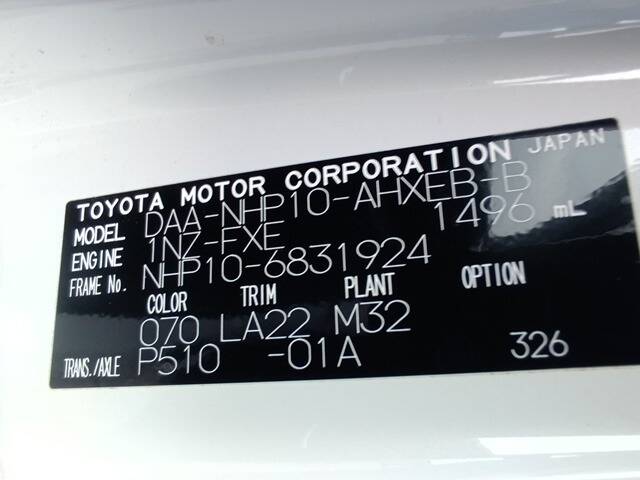 TOYOTA MOTOR CORPORATION JAPAN
MODEL DAA-NHP10-AHXEB-B
ENGINE 1NZ-FXE 1496 mL
FRAME No. NHP10-6831924
COLOR TRIM PLANT OPTION
070 LA22 M32
TRANS./AXLE P510 -01A 326